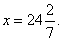 x = 24 2/7.